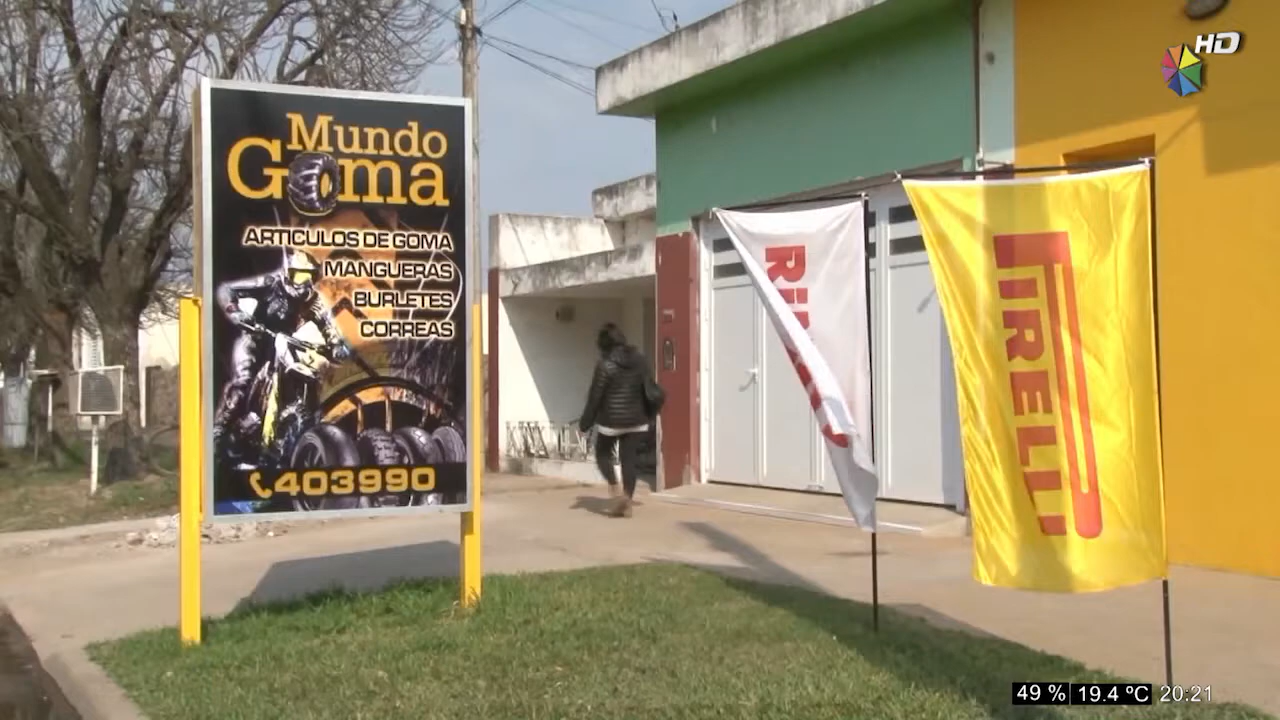 Mundo
Goma
ARTICULOS DE GOMA
MANGUERAS
BURLETES
CORREAS
403990
PIRELLI
HD
49 % 19.4 ºC 20:21